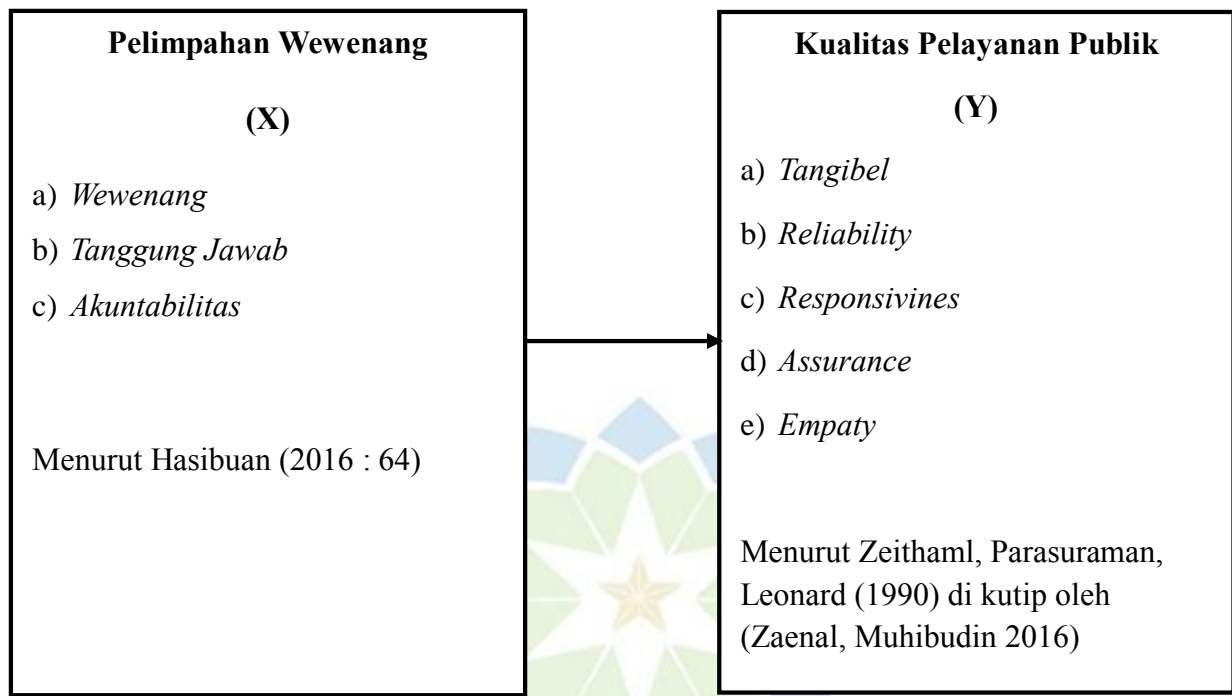 Pelimpahan Wewenang
(X)
a) Wewenang
b) Tanggung Jawab
c) Akuntabilitas
Menurut Hasibuan (2016 : 64)
Kualitas Pelayanan Publik
(Y)
a) Tangibel
b) Reliability
c) Responsivines
d) Assurance
e) Empaty
Menurut Zeithaml, Parasuraman,
Leonard (1990) di kutip oleh
(Zaenal, Muhibudin 2016)